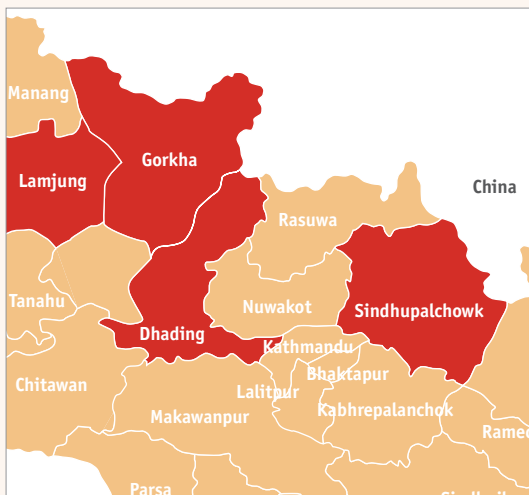 Manang
Gorkha
Lamjung
China
Rasuwa
Tanahu
Nuwakot
Sindhupalchowk
Dhading
Kathmandu
Bhaktapur
Chitawan
Lalitpur
Makawanpur
Kabhrepalanchok
Parsa